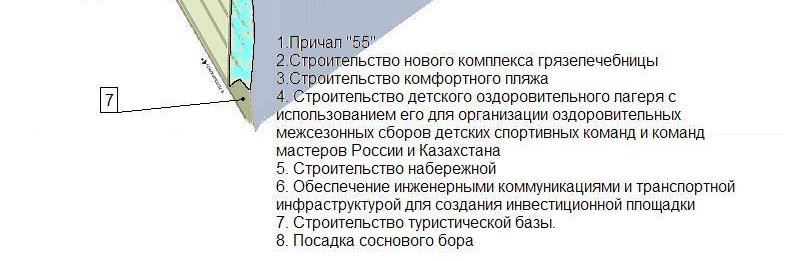 1.Причал "55"
2.Строительство нового комплекса грязелечебницы
3.Строительство комфортного пляжа
4. Строительство детского оздоровительного лагеря с
использованием его для организации оздоровительных
межсезонных сборов детских спортивных команд и команд
мастеров России и Казахстана
5. Строительство набережной
6. Обеспечение инженерными коммуникациями и транспортной
инфраструктурой для создания инвестиционной площадки
7. Строительство туристической базы.
8. Посадка соснового бора
7